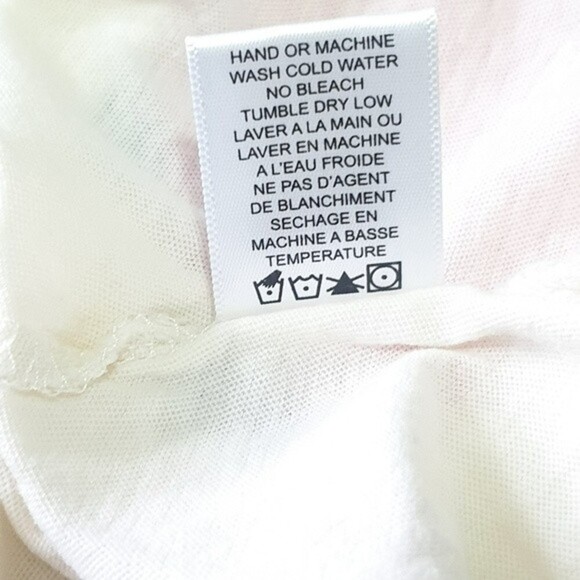 HAND OR MACHINE
WASH COLD WATER
NO BLEACH
TUMBLE DRY LOW
LAVER A LA MAIN OU
LAVER EN MACHINE
A L'EAU FROIDE
NE PAS D'AGENT
DE BLANCHIMENT
SECHAGE EN
MACHINE A BASSE
TEMPERATURE